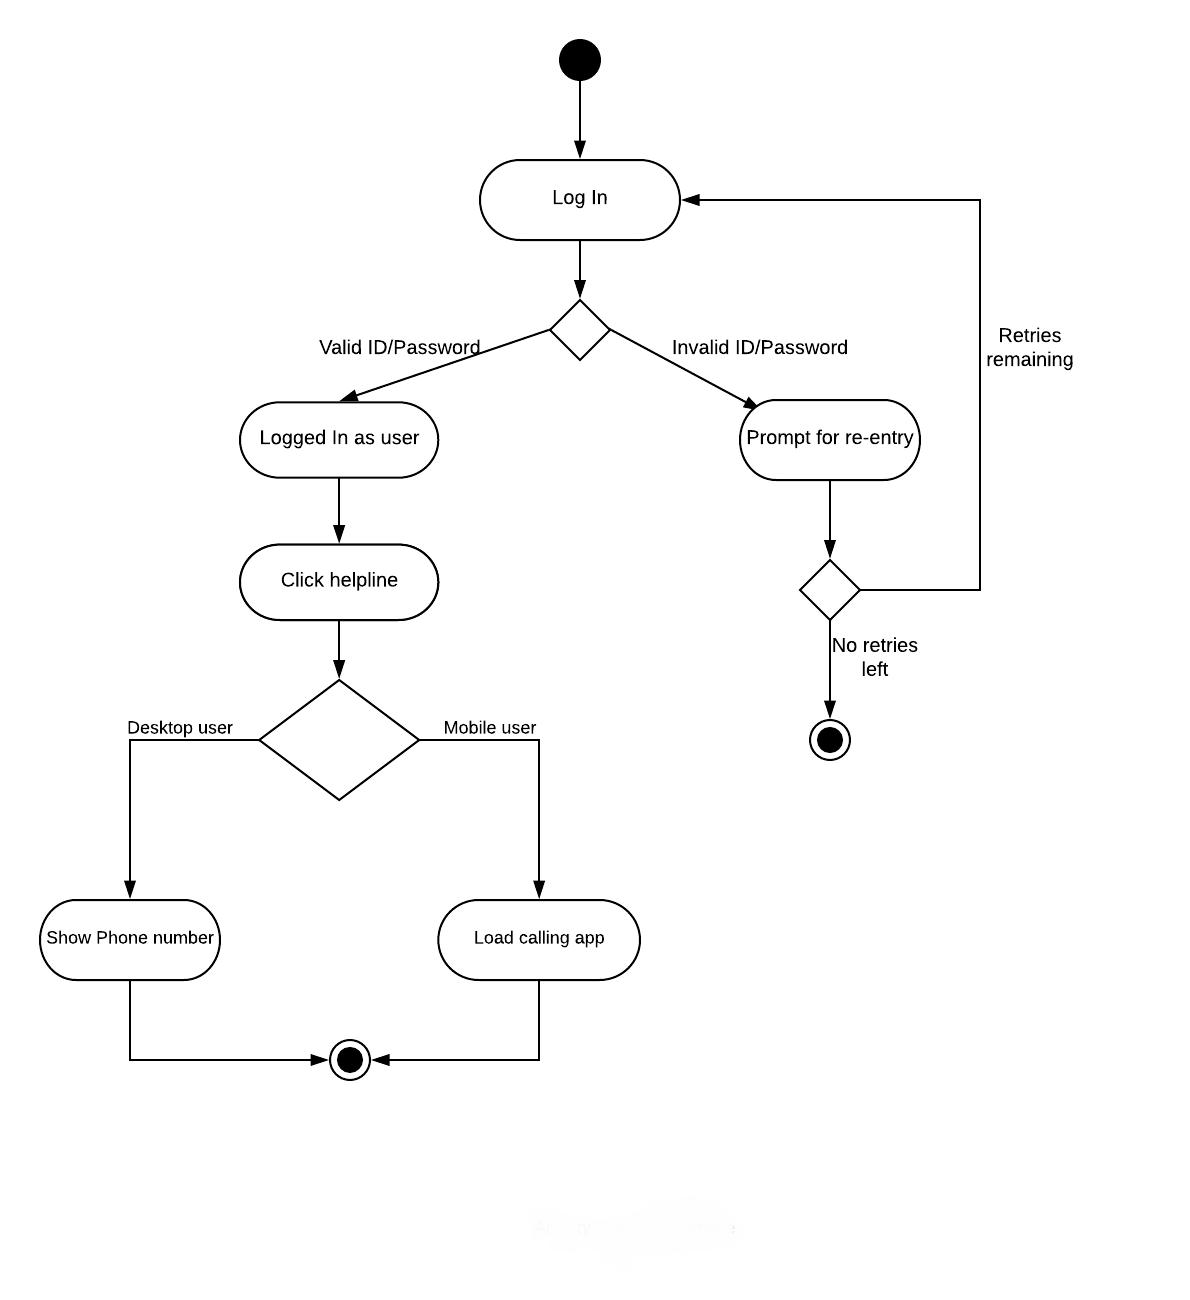 Log In
Valid ID/Password
Invalid ID/Password
Retries
remaining
Logged In as user
Prompt for re-entry
Click helpline
No retries
left
Desktop user
Mobile user
Show Phone number
Load calling app